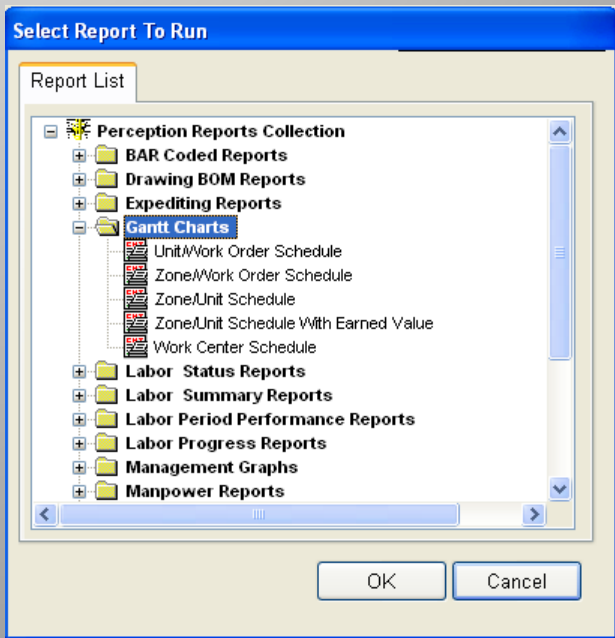 Select Report To Run
Report List
Perception Reports Collection
BAR Coded Reports
Drawing BOM Reports
Expediting Reports
Gantt Charts
Unit/Work Order Schedule
Zone/Work Order Schedule
Zone/Unit Schedule
Zone/Unit Schedule With Earned Value
Work Center Schedule
Labor  Status Reports
Labor  Summary Reports
Labor Period Performance Reports
Labor Progress Reports
Management Graphs
Manpower Reports
OK
Cancel